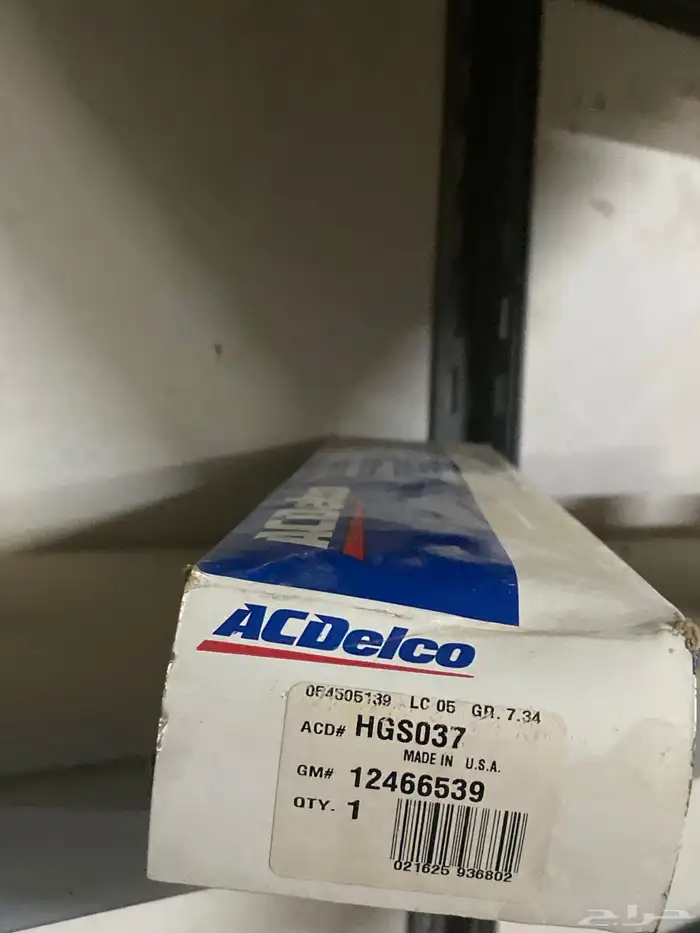 ACDelco
ACDelco
054505139 LC 05 GR. 7.34
ACD# HGS037
MADE IN U.S.A.
GM# 12466539
QTY. 1
021625 936802
حراج